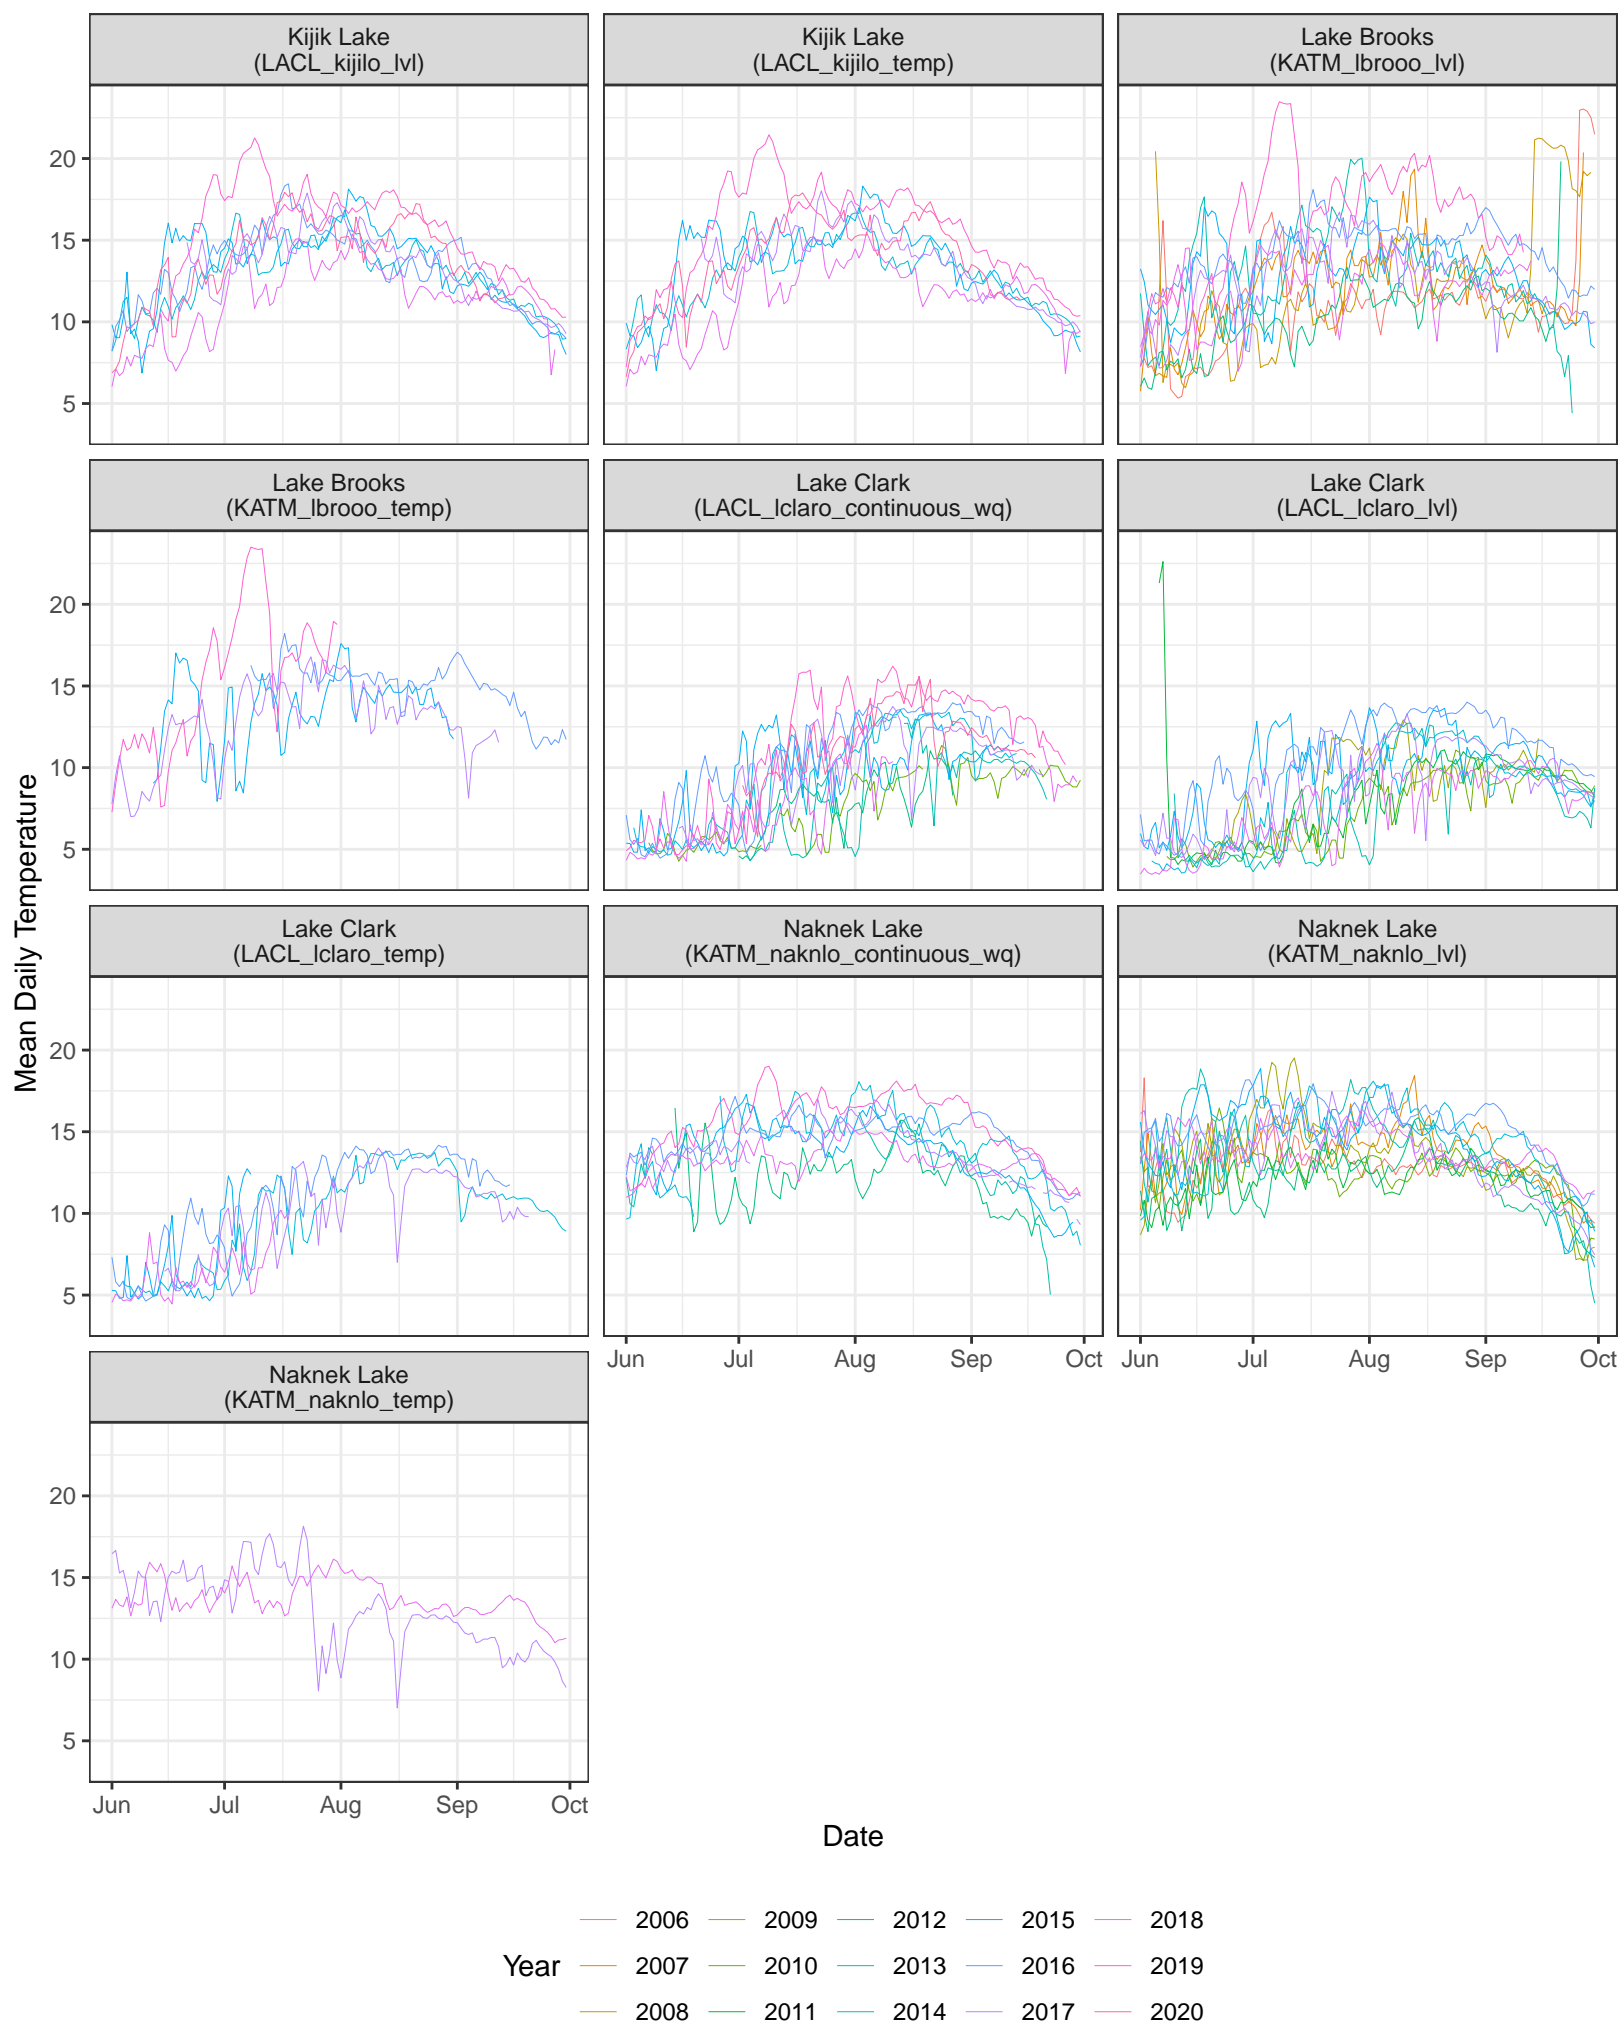 Kijik Lake
(LACL_kijilo_lvl)
Kijik Lake
(LACL_kijilo_temp)
Lake Brooks
(KATM_lbrooo_lvl)
20
15
10
5
Lake Brooks
(KATM_lbrooo_temp)
Lake Clark
(LACL_lclaro_continuous_wq)
Lake Clark
(LACL_lclaro_lvl)
20
15
10
5
Mean Daily Temperature
Lake Clark
(LACL_lclaro_temp)
Naknek Lake
(KATM_naknlo_continuous_wq)
Naknek Lake
(KATM_naknlo_lvl)
20
15
10
5
Jun Jul Aug Sep Oct
Jun Jul Aug Sep Oct
Naknek Lake
(KATM_naknlo_temp)
20
15
10
5
Jun Jul Aug Sep Oct
Date
Year
2006 2009 2012 2015 2018
2007 2010 2013 2016 2019
2008 2011 2014 2017 2020